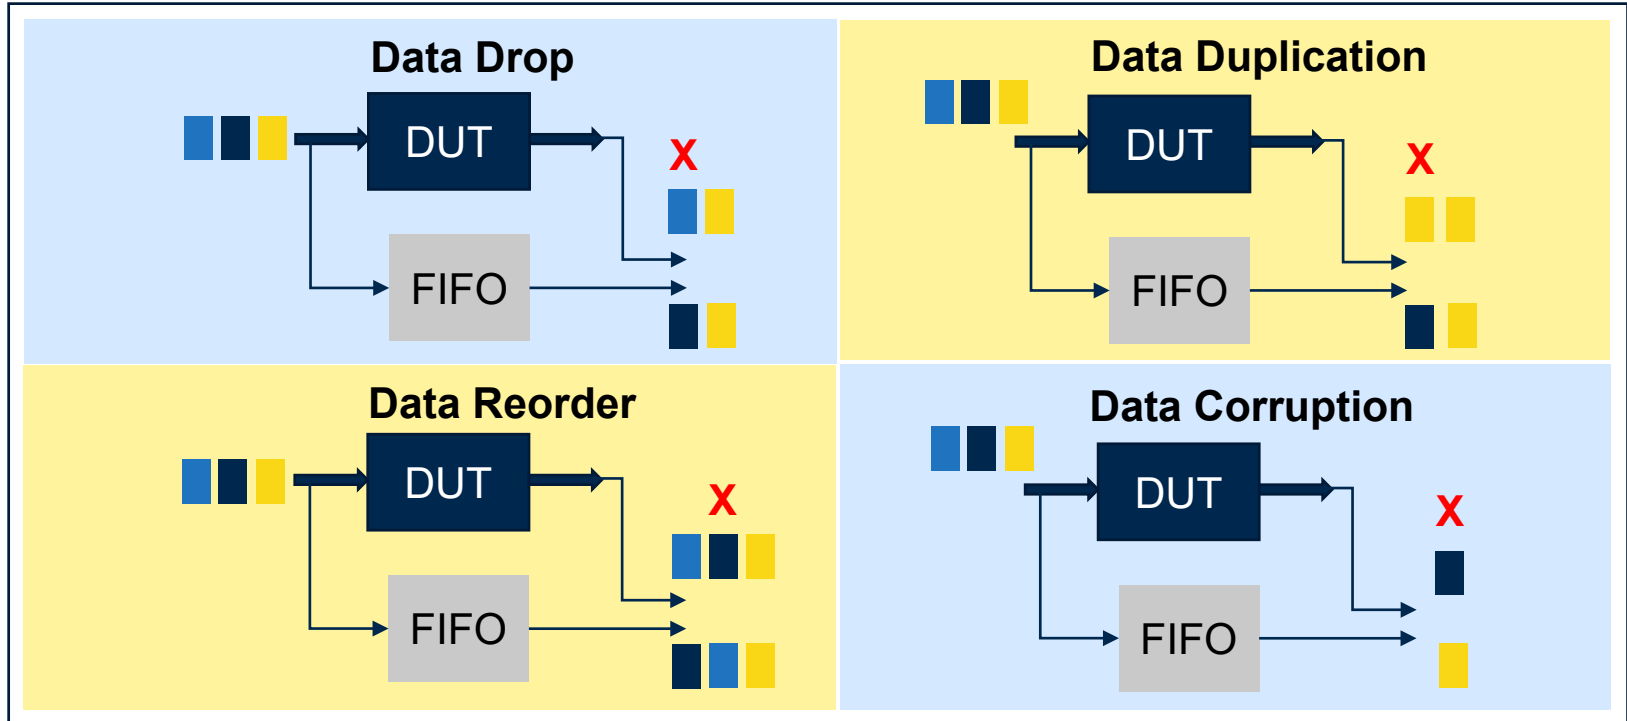 Data Drop
DUT
X
FIFO
Data Duplication
DUT
X
FIFO
Data Reorder
DUT
X
FIFO
Data Corruption
DUT
X
FIFO